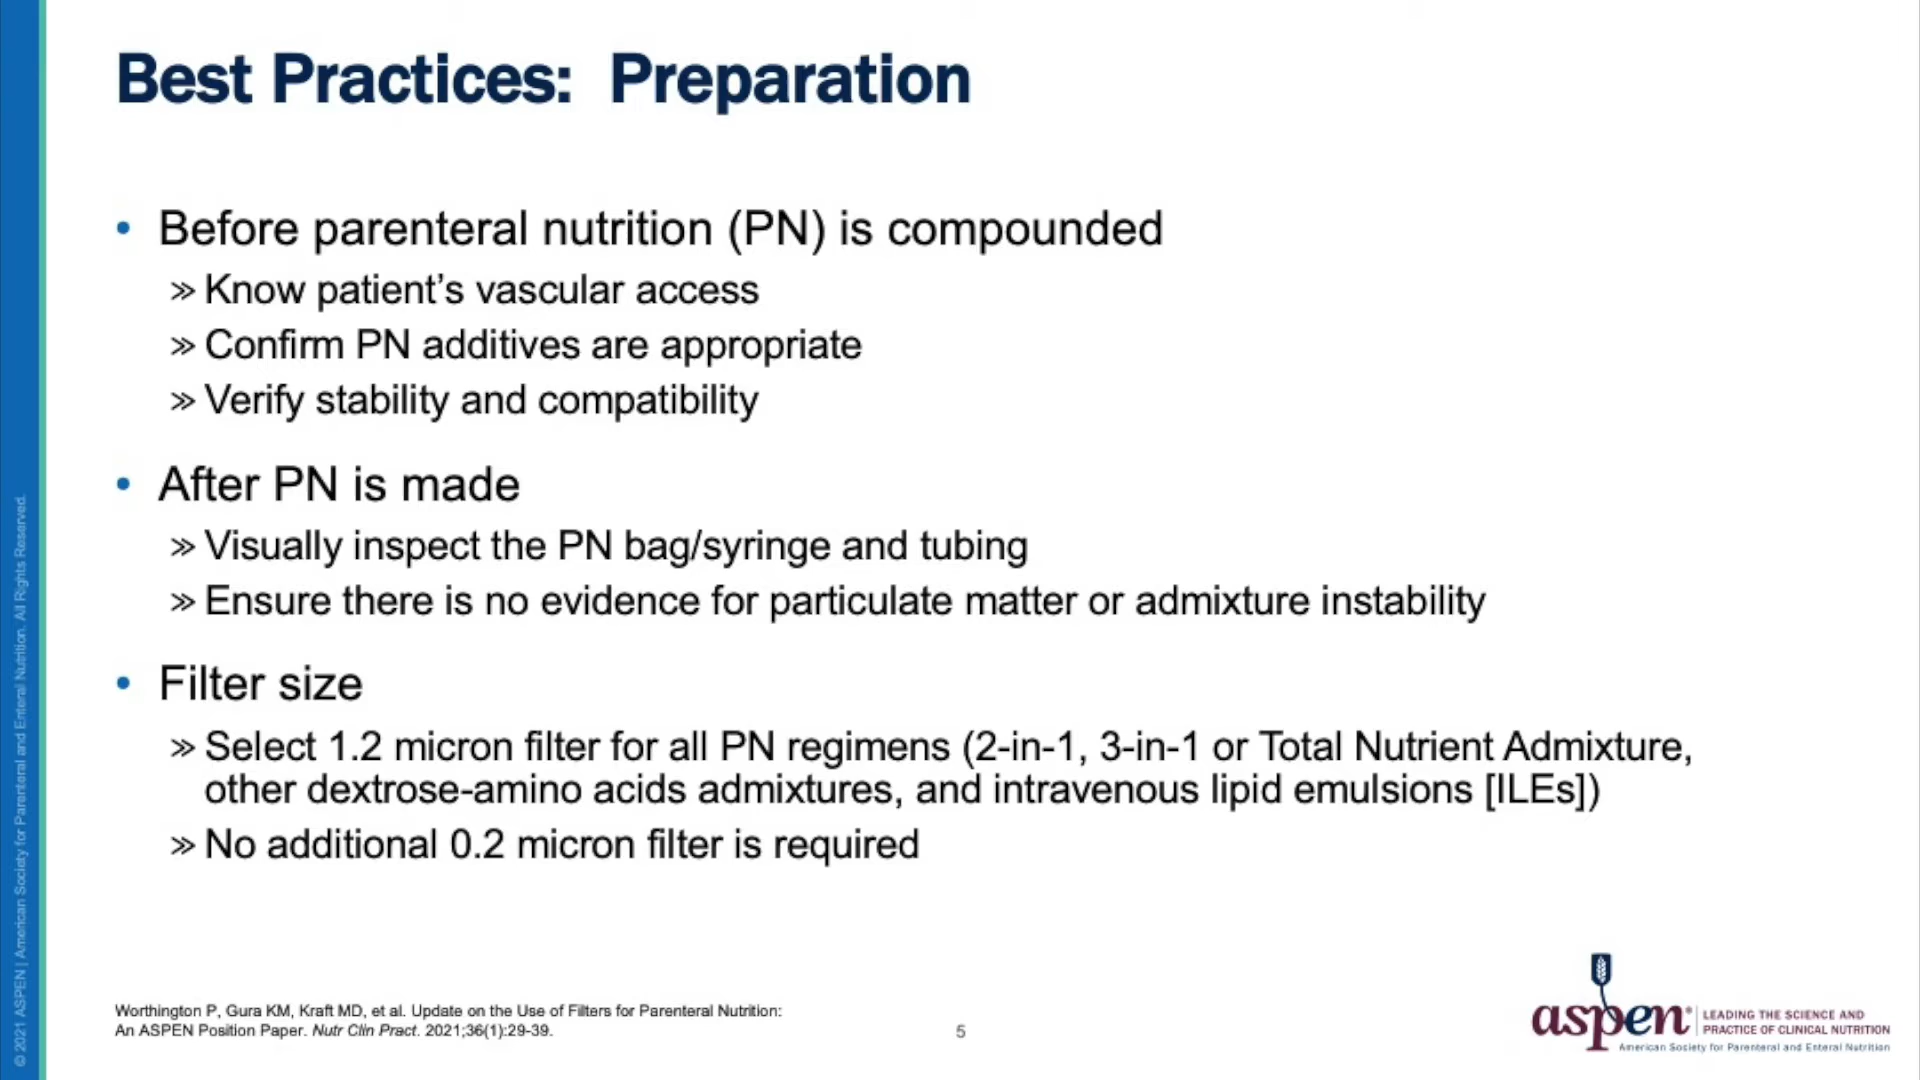 Best Practices: Preparation
• Before parenteral nutrition (PN) is compounded
» Know patient's vascular access
» Confirm PN additives are appropriate
» Verify stability and compatibility
• After PN is made
» Visually inspect the PN bag/syringe and tubing
» Ensure there is no evidence for particulate matter or admixture instability
• Filter size
» Select 1.2 micron filter for all PN regimens (2-in-1, 3-in-1 or Total Nutrient Admixture,
other dextrose-amino acids admixtures, and intravenous lipid emulsions [ILEs])
» No additional 0.2 micron filter is required
Worthington P, Gura KM, Kraft MD, et al. Update on the Use of Filters for Parenteral Nutrition:
An ASPEN Position Paper. Nutr Clin Pract. 2021;36(1):29-39.
5
aspen®
LEADING THE SCIENCE AND
PRACTICE OF CLINICAL NUTRITION
American Society for Parenteral and Enteral Nutrition
© 2021 ASPEN | American Society for Parenteral and Enteral Nutrition. All Rights Reserved.